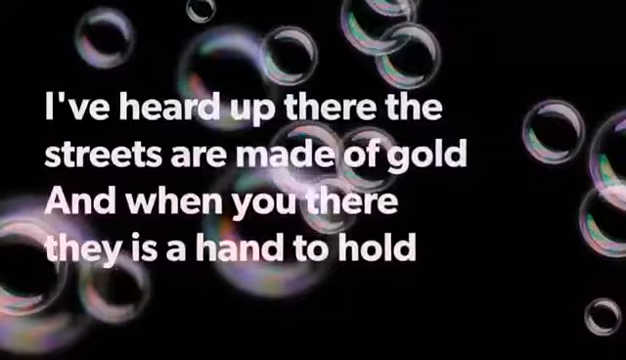 I've heard up there the
streets are made of gold
And when you there
they is a hand to hold